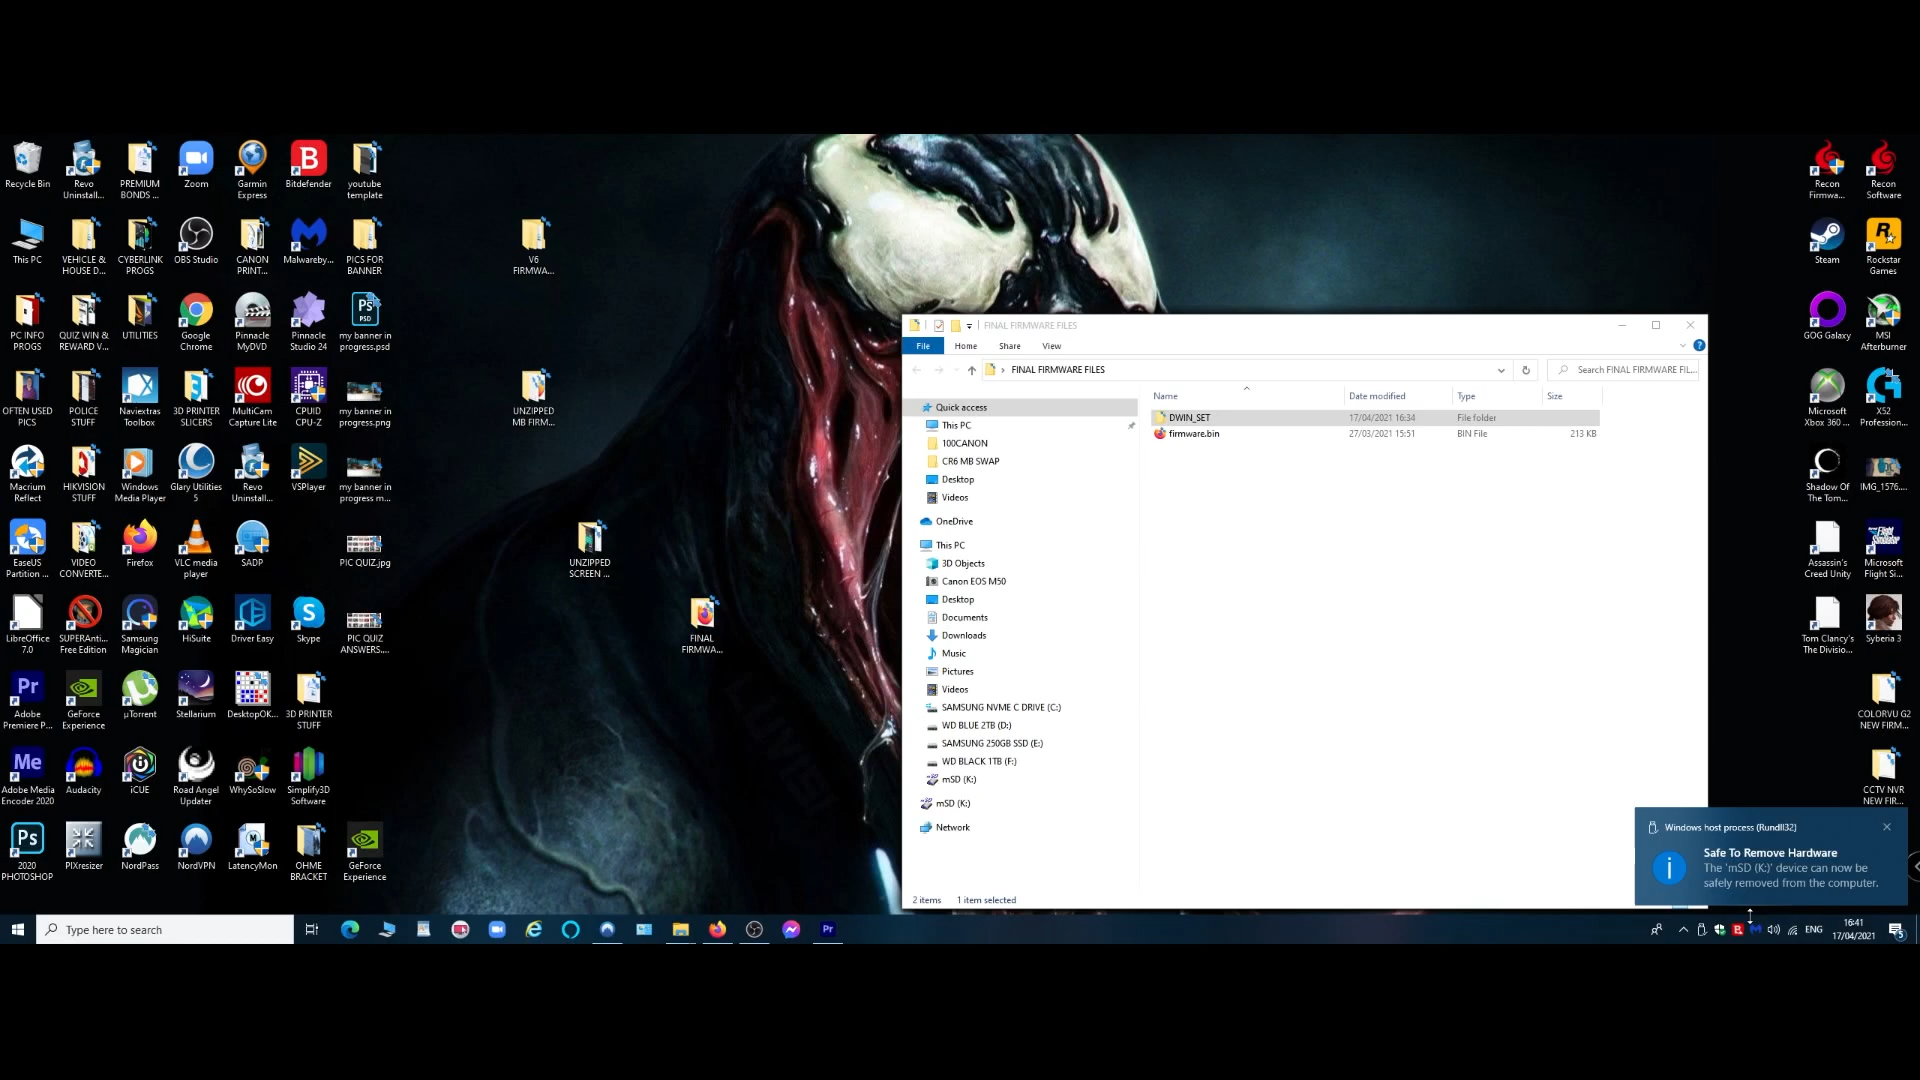 Recycle Bin
Revo
Uninstall...
PREMIUM
BONDS ...
Zoom
Garmin
Express
Bitdefender
youtube
template
This PC
VEHICLE &
HOUSE D...
CYBERLINK
PROGS
OBS Studio
CANON
PRINT...
Malwareby...
PICS FOR
BANNER
PC INFO
PROGS
QUIZ WIN &
REWARD V...
UTILITIES
Google
Chrome
Pinnacle
MyDVD
Pinnacle
Studio 24
my banner in
progress.psd
OFTEN USED
PICS
POLICE
STUFF
Naviextras
Toolbox
3D PRINTER
SLICERS
MultiCam
Capture Lite
CPUID
CPU-Z
my banner in
progress.png
Macrium
Reflect
HIKVISION
STUFF
Windows
Media Player
Glary Utilities
5
Revo
Uninstall...
VSPlayer
my banner in
progress m...
EaseUS
Partition ...
VIDEO
CONVERTE...
Firefox
VLC media
player
SADP
PIC QUIZ.jpg
LibreOffice
7.0
SUPERAnti...
Free Edition
Samsung
Magician
HiSuite
Driver Easy
Skype
PIC QUIZ
ANSWERS....
Adobe
Premiere P...
GeForce
Experience
µTorrent
Stellarium
DesktopOK...
3D PRINTER
STUFF
Adobe Media
Encoder 2020
Audacity
iCUE
Road Angel
Updater
WhySoSlow
Simplify3D
Software
2020
PHOTOSHOP
PIXresizer
NordPass
NordVPN
LatencyMon
OHME
BRACKET
GeForce
Experience
V6
FIRMWA...
UNZIPPED
MB FIRM...
UNZIPPED
SCREEN ...
FINAL
FIRMWA...
FINAL FIRMWARE FILES
File Home Share View
FINAL FIRMWARE FILES
Search FINAL FIRMWARE FIL...
Name Date modified Type Size
DWIN_SET 17/04/2021 16:34 File folder
firmware.bin 27/03/2021 15:51 BIN File 213 KB
Quick access
This PC
100CANON
CR6 MB SWAP
Desktop
Videos
OneDrive
This PC
3D Objects
Canon EOS M50
Desktop
Documents
Downloads
Music
Pictures
Videos
SAMSUNG NVME C DRIVE (C:)
WD BLUE 2TB (D:)
SAMSUNG 250GB SSD (E:)
WD BLACK 1TB (F:)
mSD (K:)
mSD (K:)
Network
2 items 1 item selected
Recon
Firmwa...
Recon
Software
Steam
Rockstar
Games
GOG Galaxy
MSI
Afterburner
Microsoft
Xbox 360 ...
X52
Profession...
Shadow Of
The Tom...
IMG_1576....
Assassin's
Creed Unity
Microsoft
Flight Si...
Tom Clancy's
The Divisio...
Syberia 3
COLORVU G2
NEW FIRM...
CCTV NVR
NEW FIR...
Windows host process (Rundll32)
Safe To Remove Hardware
The 'mSD (K:)' device can now be
safely removed from the computer.
Type here to search
ENG
16:41
17/04/2021
5